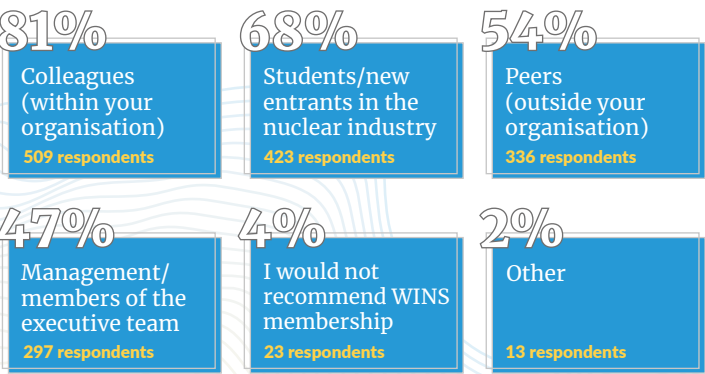 81%
Colleagues
(within your
organisation)
509 respondents
68%
Students/new
entrants in the
nuclear industry
423 respondents
54%
Peers
(outside your
organisation)
336 respondents
47%
Management/
members of the
executive team
297 respondents
4%
I would not
recommend WINS
membership
23 respondents
2%
Other
13 respondents